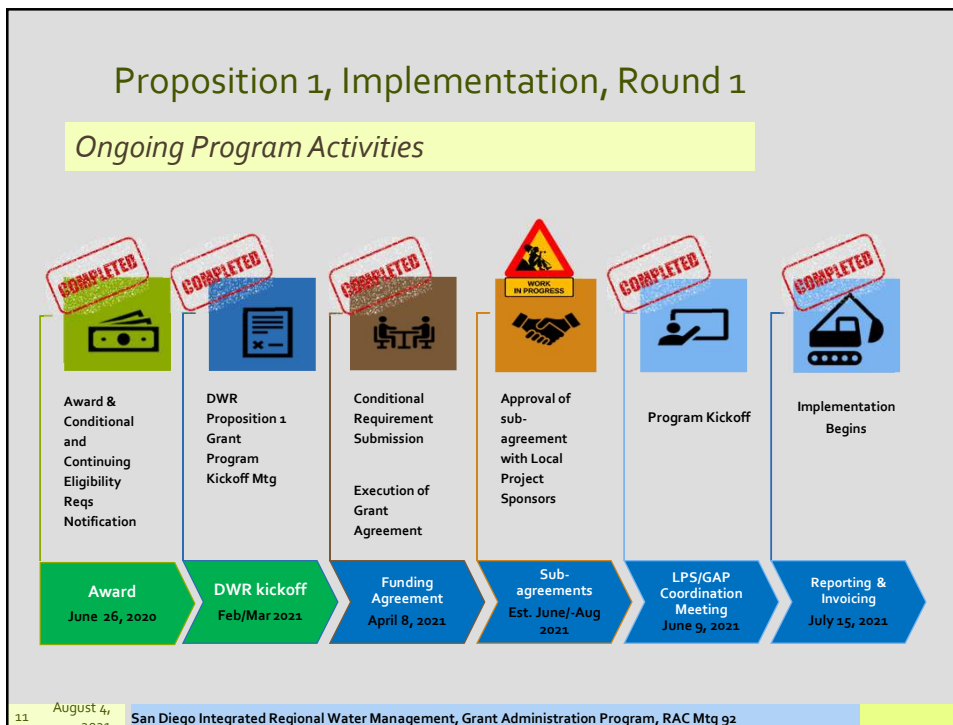 Proposition 1, Implementation, Round 1
Ongoing Program Activities
COMPLETED
COMPLETED
COMPLETED
WORK
IN PROGRESS
COMPLETED
COMPLETED
Award &
Conditional
and
Continuing
Eligibility
Reqs
Notification
DWR
Proposition 1
Grant
Program
Kickoff Mtg
Conditional
Requirement
Submission
Execution of
Grant
Agreement
Approval of
sub-
agreement
with Local
Project
Sponsors
Program Kickoff
Implementation
Begins
Award
June 26, 2020
DWR kickoff
Feb/Mar 2021
Funding
Agreement
April 8, 2021
Sub-
agreements
Est. June/-Aug
2021
LPS/GAP
Coordination
Meeting
June 9, 2021
Reporting &
Invoicing
July 15, 2021
11
August 4,
2021
San Diego Integrated Regional Water Management, Grant Administration Program, RAC Mtg 92